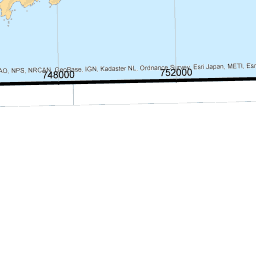 AO, NPS, NRCAN, GeoBase, IGN, Kadaster NL, Ordnance Survey, Esri Japan, METI, Esri
748000 752000